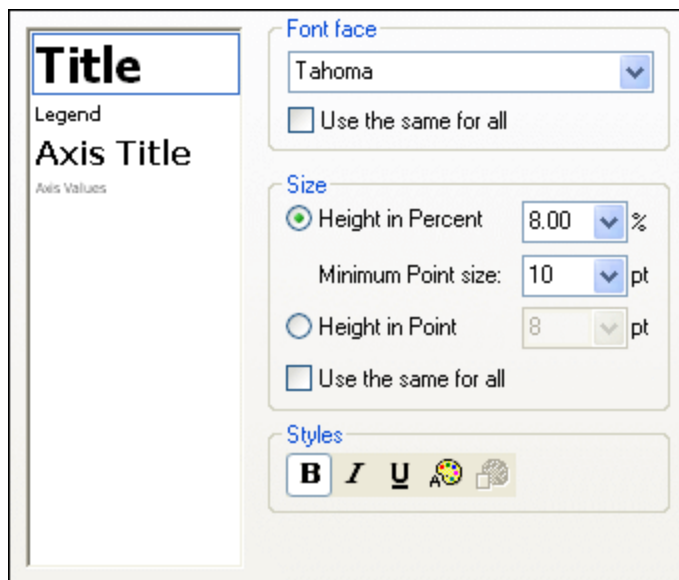 Title
Legend
Axis Title
Axis Values
Font face
Tahoma
Use the same for all
Size
Height in Percent 8.00 %
Minimum Point size: 10 pt
Height in Point 8 pt
Use the same for all
Styles
B I U A